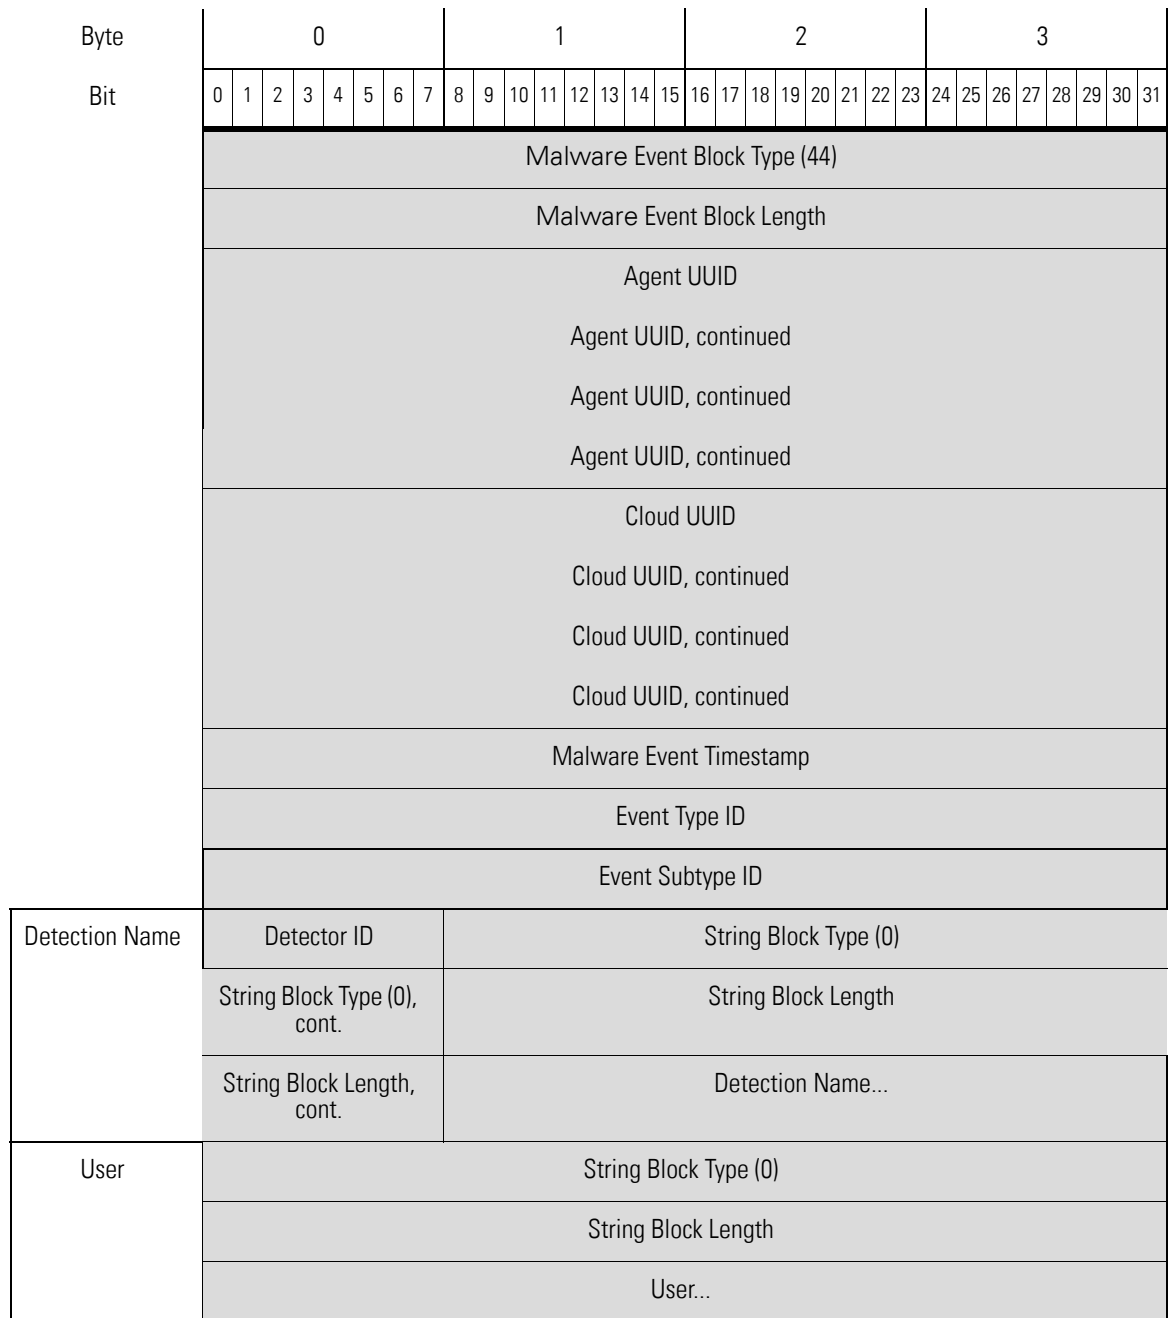 Byte 0 1 2 3
Bit 0 1 2 3 4 5 6 7 8 9 10 11 12 13 14 15 16 17 18 19 20 21 22 23 24 25 26 27 28 29 30 31
Malware Event Block Type (44)
Malware Event Block Length
Agent UUID
Agent UUID, continued
Agent UUID, continued
Agent UUID, continued
Cloud UUID
Cloud UUID, continued
Cloud UUID, continued
Cloud UUID, continued
Malware Event Timestamp
Event Type ID
Event Subtype ID
Detection Name Detector ID String Block Type (0)
String Block Type (0), String Block Length
cont.
String Block Length, Detection Name...
cont.
User String Block Type (0)
String Block Length
User...